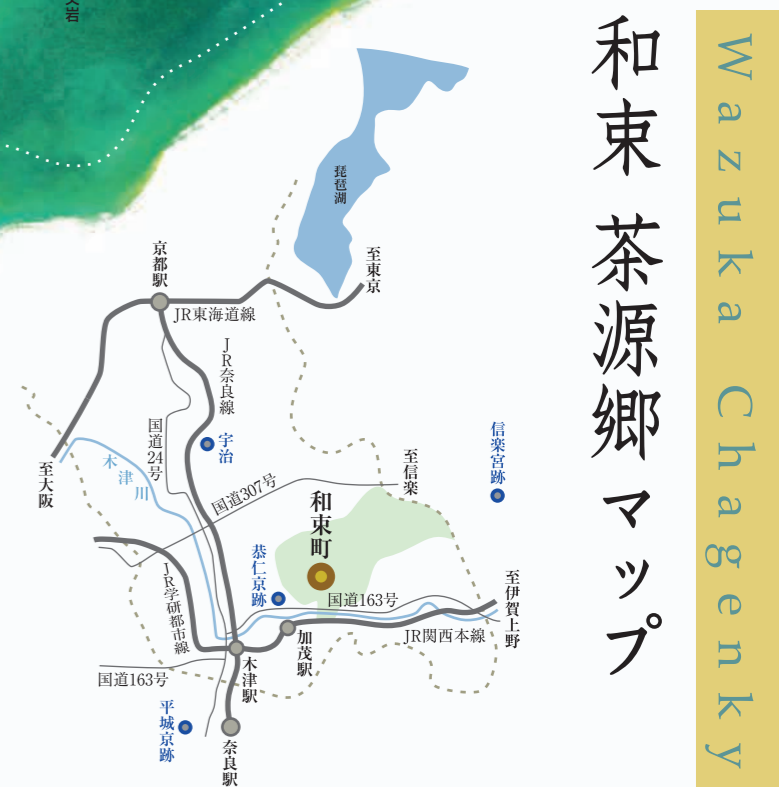 和束 茶源郷 マップ
Wazuka Chagenky
琵琶湖
京都駅
至東京
JR東海道線
JR奈良線
国道24号
宇治
至大阪
木津川
国道307号
至信楽
信楽宮跡
和束町
恭仁京跡
国道163号
至伊賀上野
JR学研都市線
加茂駅
JR関西本線
木津駅
国道163号
平城京跡
奈良駅